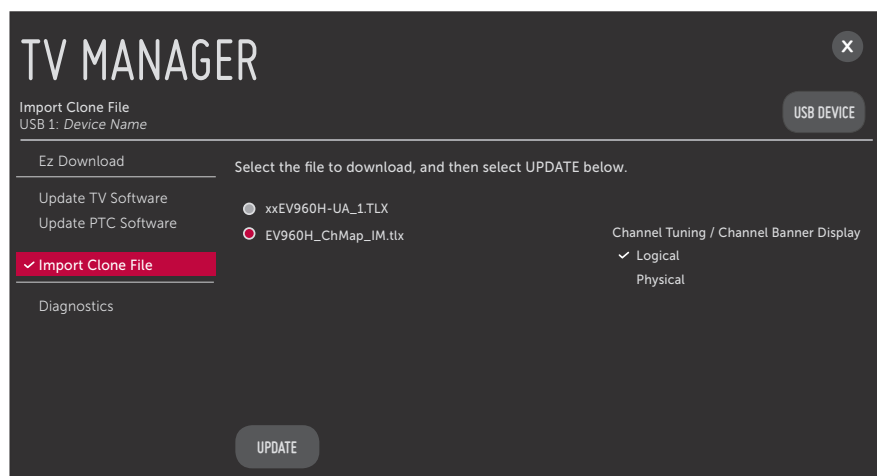 TV MANAGER
X
Import Clone File
USB 1: Device Name
USB DEVICE
Ez Download
Update TV Software
Update PTC Software
Import Clone File
Diagnostics
Select the file to download, and then select UPDATE below.
xxEV960H-UA_1.TLX
EV960H_ChMap_IM.tlx
Channel Tuning / Channel Banner Display
Logical
Physical
UPDATE